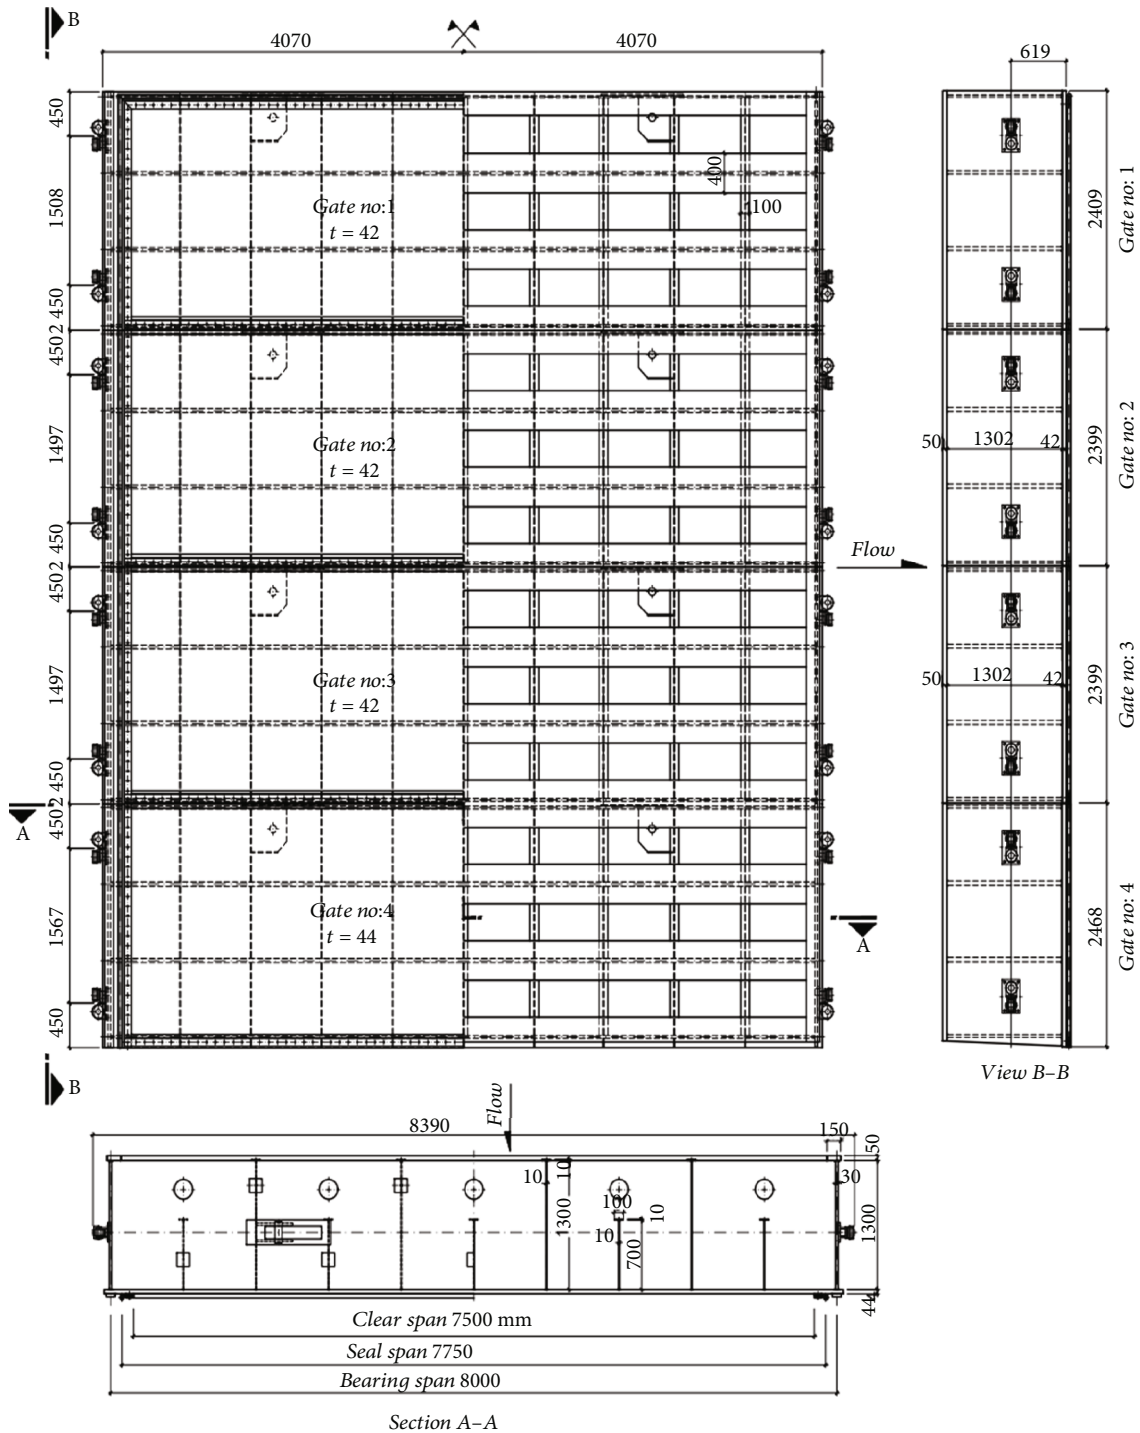 B
4070
4070
619
450
1508
450
4502
1497
450
4502
1497
450
4502
1567
450
400
100
Gate no:1
t = 42
Gate no:2
t = 42
Gate no:3
t = 42
Gate no:4
t = 44
A
A
B
Flow
2409
Gate no: 1
50
1302
42
2399
Gate no: 2
50
1302
42
2399
Gate no: 3
2468
Gate no: 4
View B–B
8390
Flow
150
50
10
10
30
100
1300
10
10
700
1300
44
Clear span 7500 mm
Seal span 7750
Bearing span 8000
Section A–A